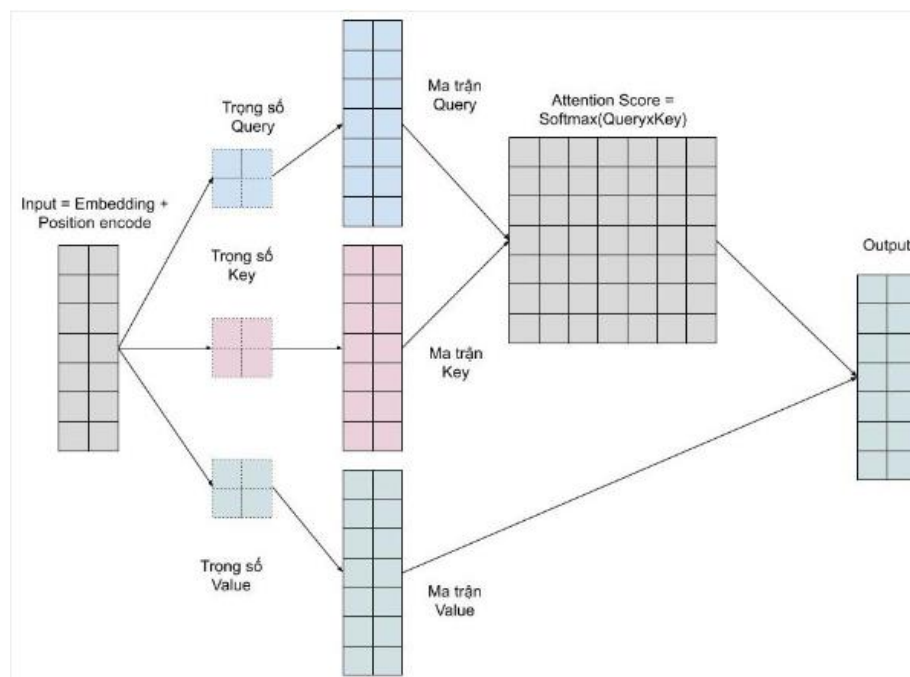 Input = Embedding +
Position encode
Trọng số
Query
Trọng số
Key
Trọng số
Value
Ma trận
Query
Ma trận
Key
Ma trận
Value
Attention Score =
Softmax(QueryxKey)
Output